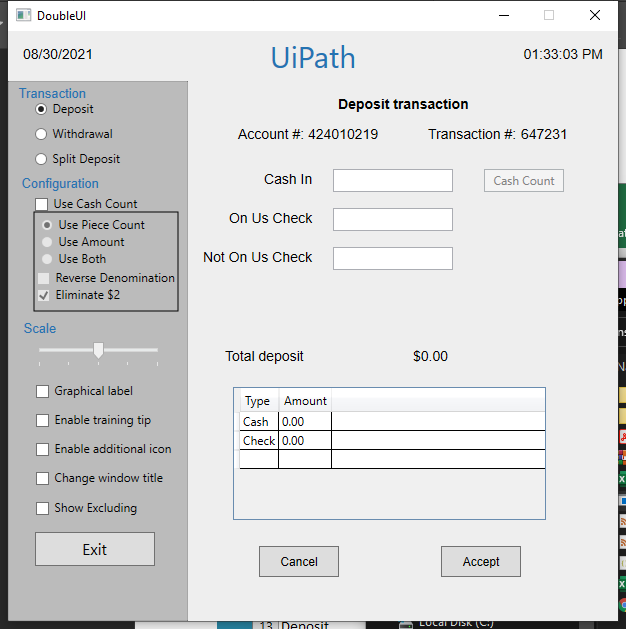 DoubleUI
08/30/2021
UiPath
01:33:03 PM
Transaction
Deposit
Withdrawal
Split Deposit
Configuration
Use Cash Count
Use Piece Count
Use Amount
Use Both
Reverse Denomination
Eliminate $2
Scale
Graphical label
Enable training tip
Enable additional icon
Change window title
Show Excluding
Exit
Deposit transaction
Account #: 424010219 Transaction #: 647231
Cash In
Cash Count
On Us Check
Not On Us Check
Total deposit $0.00
Type Amount
Cash 0.00
Check 0.00
Cancel Accept
13 Deposit
Local Disk (C:)